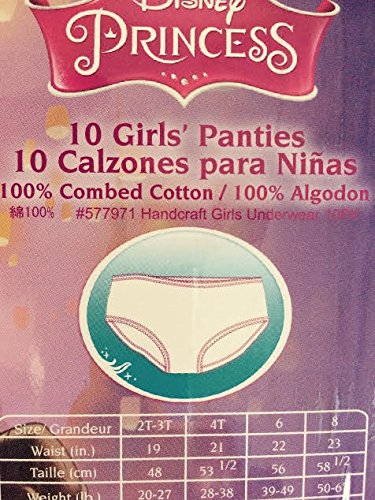 DISNEY
PRINCESS
10 Girls' Panties
10 Calzones para Niñas
100% Combed Cotton / 100% Algodon
綿100% #577971 Handcraft Girls Underwear 100%
Size/ Grandeur 2T-3T 4T 6 8
Waist (in.) 19 21 22 23
Taille (cm) 48 53 1/2 56 58 1/2
Weight (lb.) 20-27 28-38 39-49